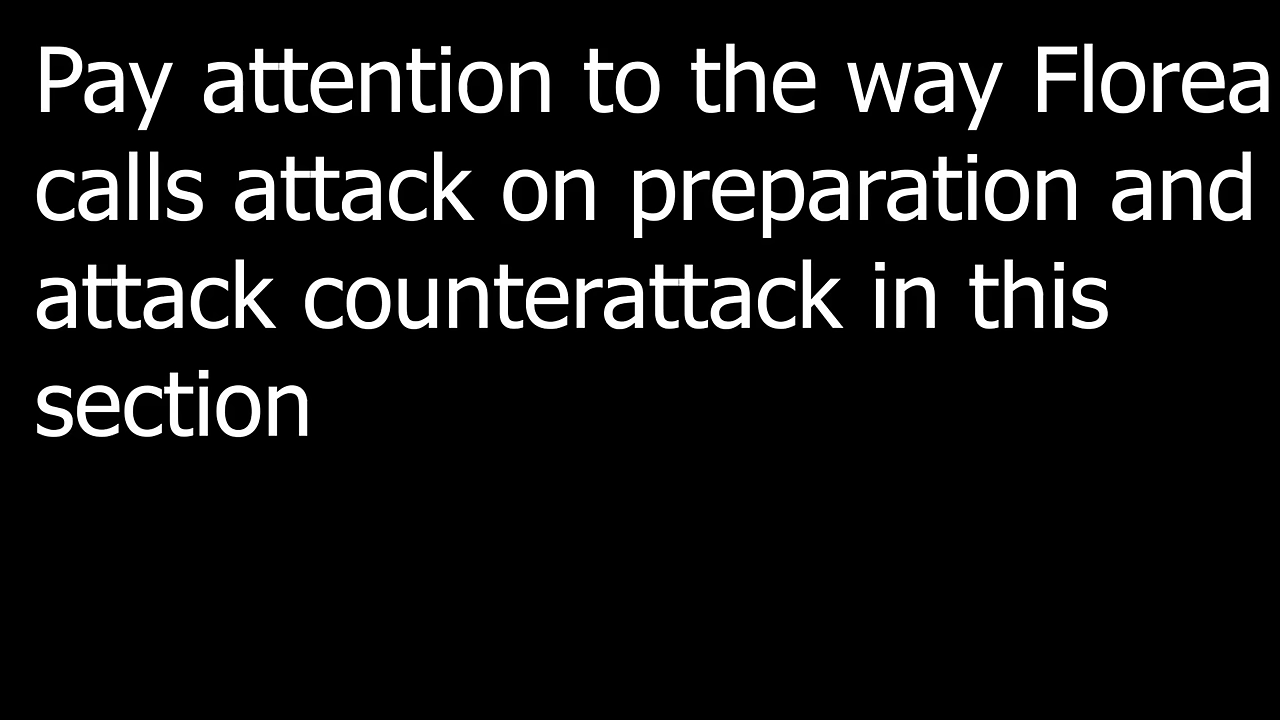 Pay attention to the way Florea
calls attack on preparation and
attack counterattack in this
section